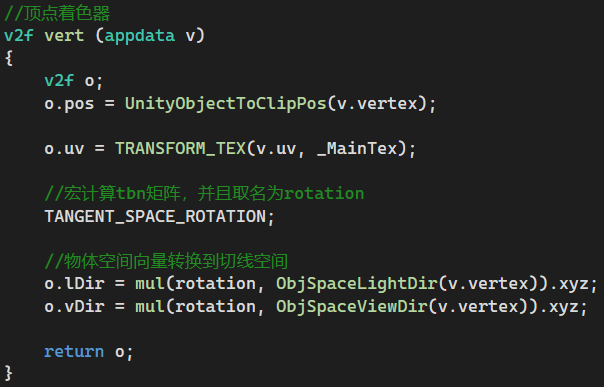 //顶点着色器
v2f vert (appdata v)
{
    v2f o;
    o.pos = UnityObjectToClipPos(v.vertex);

    o.uv = TRANSFORM_TEX(v.uv, _MainTex);

    //宏计算tbn矩阵，并且取名为rotation
    TANGENT_SPACE_ROTATION;

    //物体空间向量转换到切线空间
    o.lDir = mul(rotation, ObjSpaceLightDir(v.vertex)).xyz;
    o.vDir = mul(rotation, ObjSpaceViewDir(v.vertex)).xyz;

    return o;
}